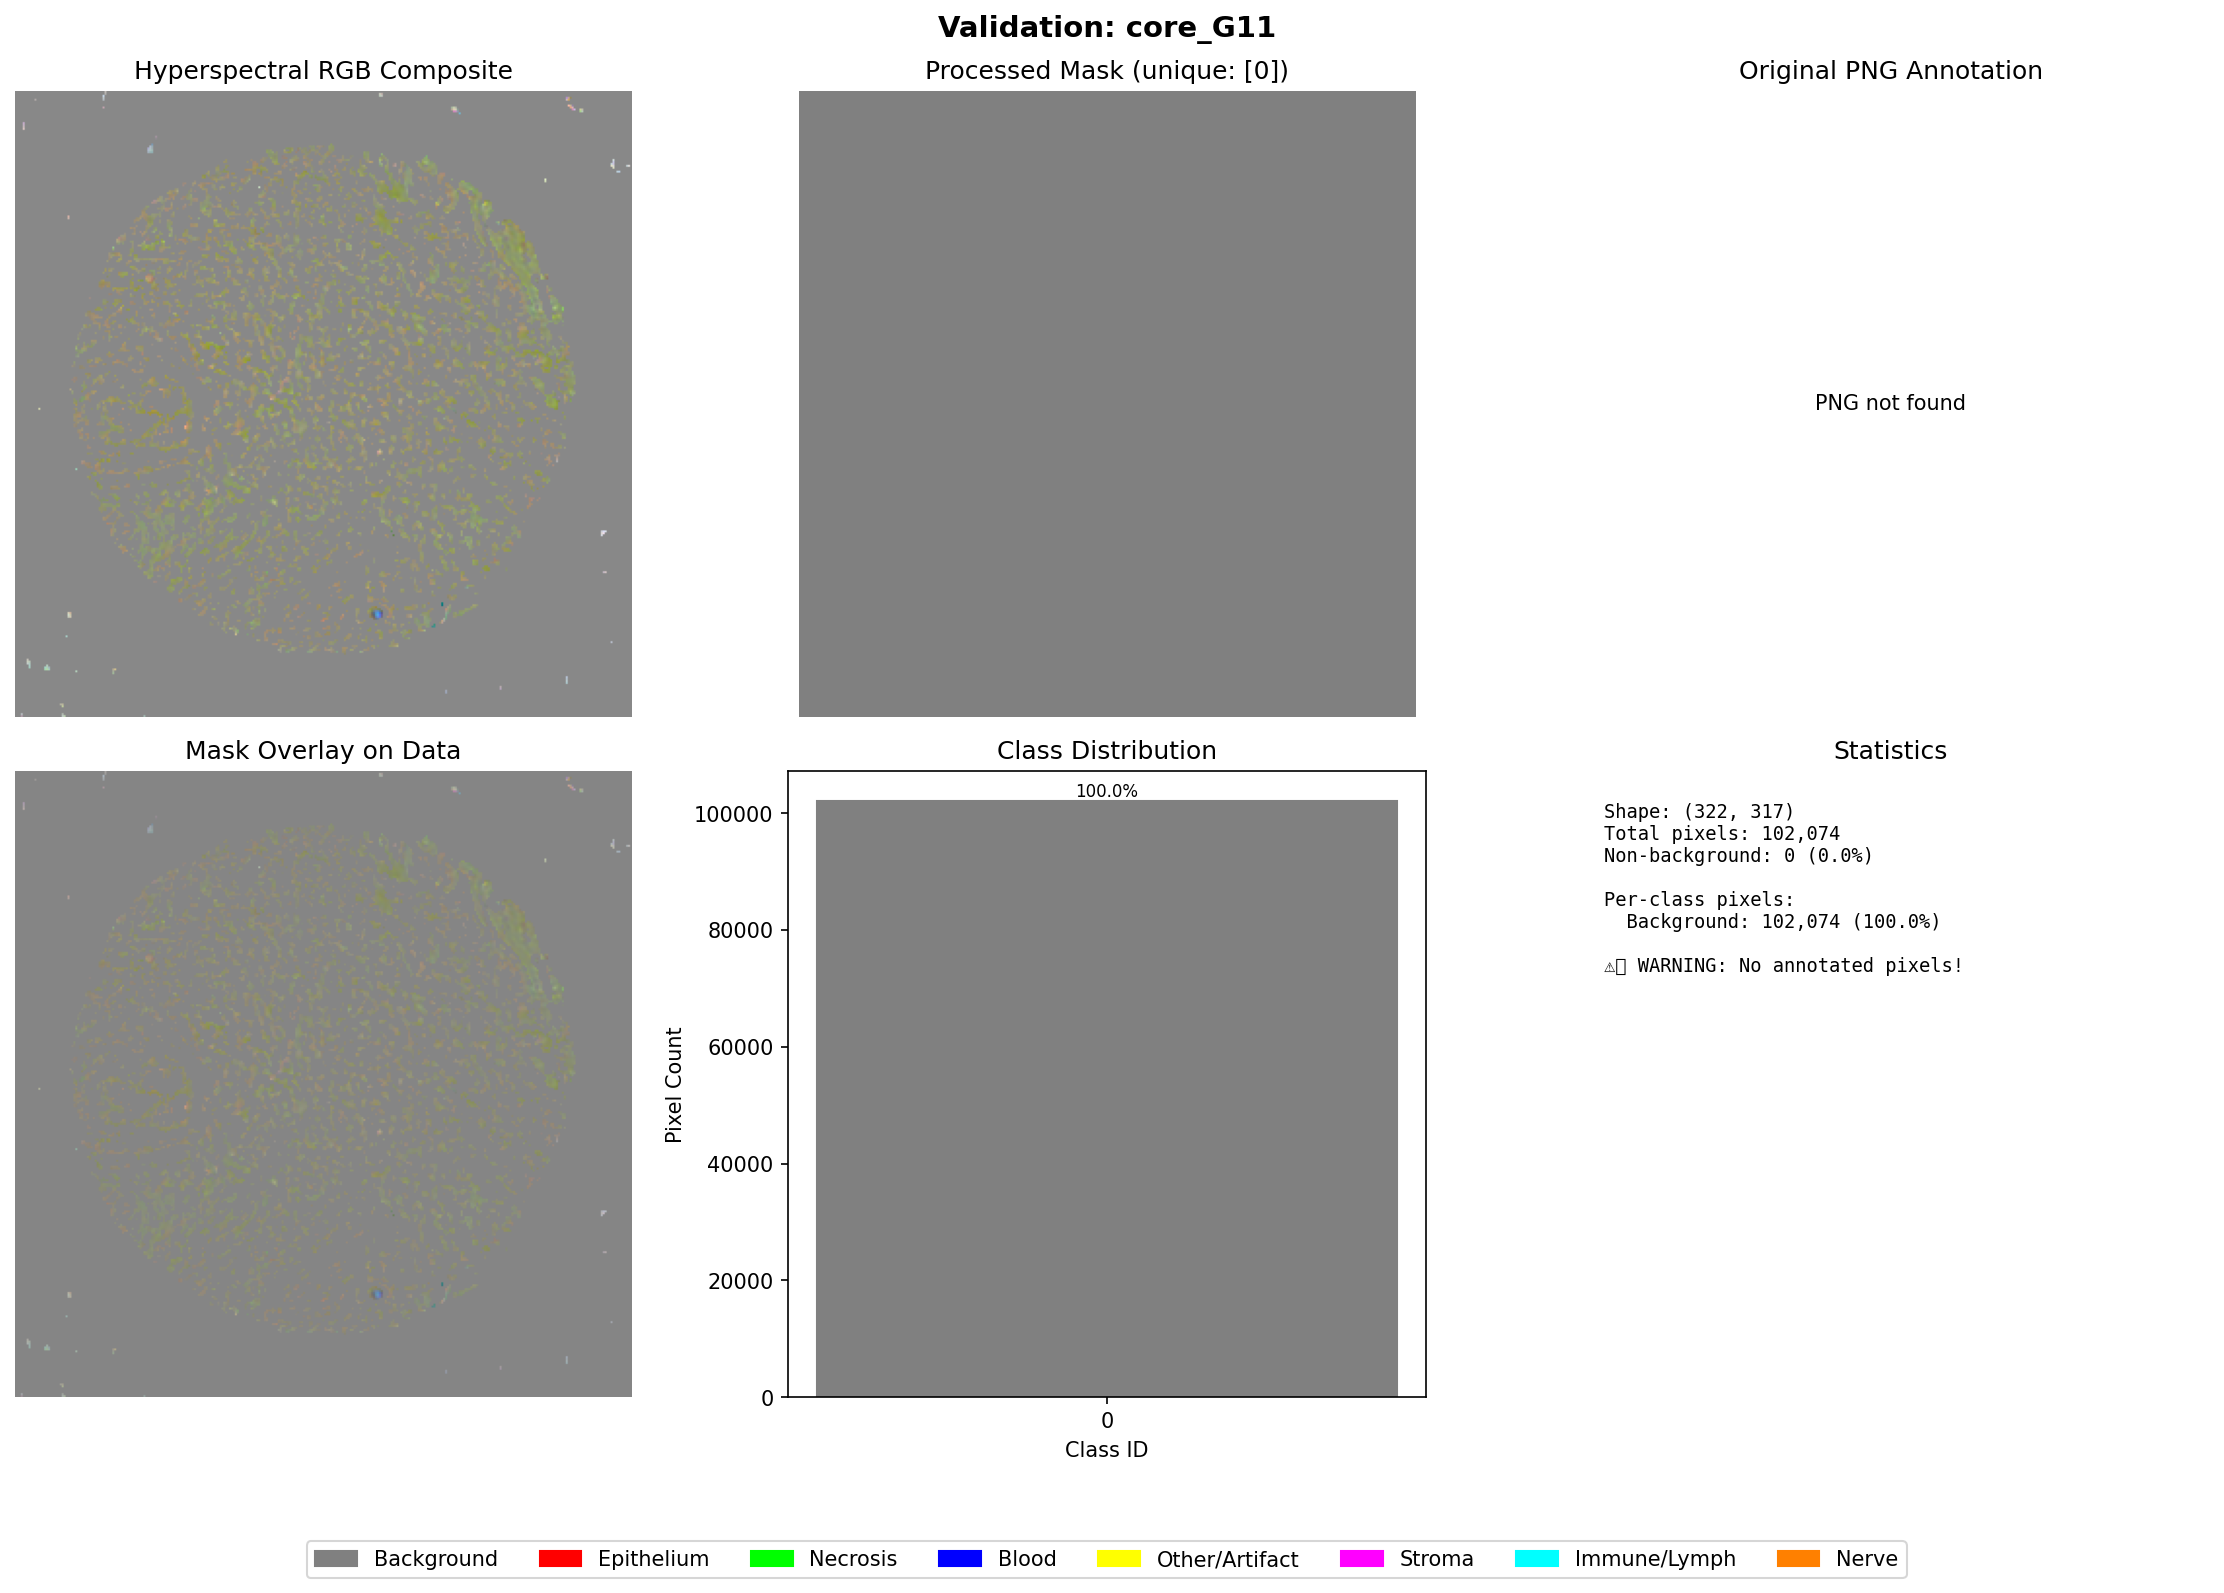 Validation: core_G11
Hyperspectral RGB Composite
Processed Mask (unique: [0])
Original PNG Annotation
PNG not found
Mask Overlay on Data
Class Distribution
Statistics
100.0%
100000
80000
60000
40000
20000
0
Pixel Count
0
Class ID
Shape: (322, 317)
Total pixels: 102,074
Non-background: 0 (0.0%)
Per-class pixels:
Background: 102,074 (100.0%)
⚠ WARNING: No annotated pixels!
Background
Epithelium
Necrosis
Blood
Other/Artifact
Stroma
Immune/Lymph
Nerve